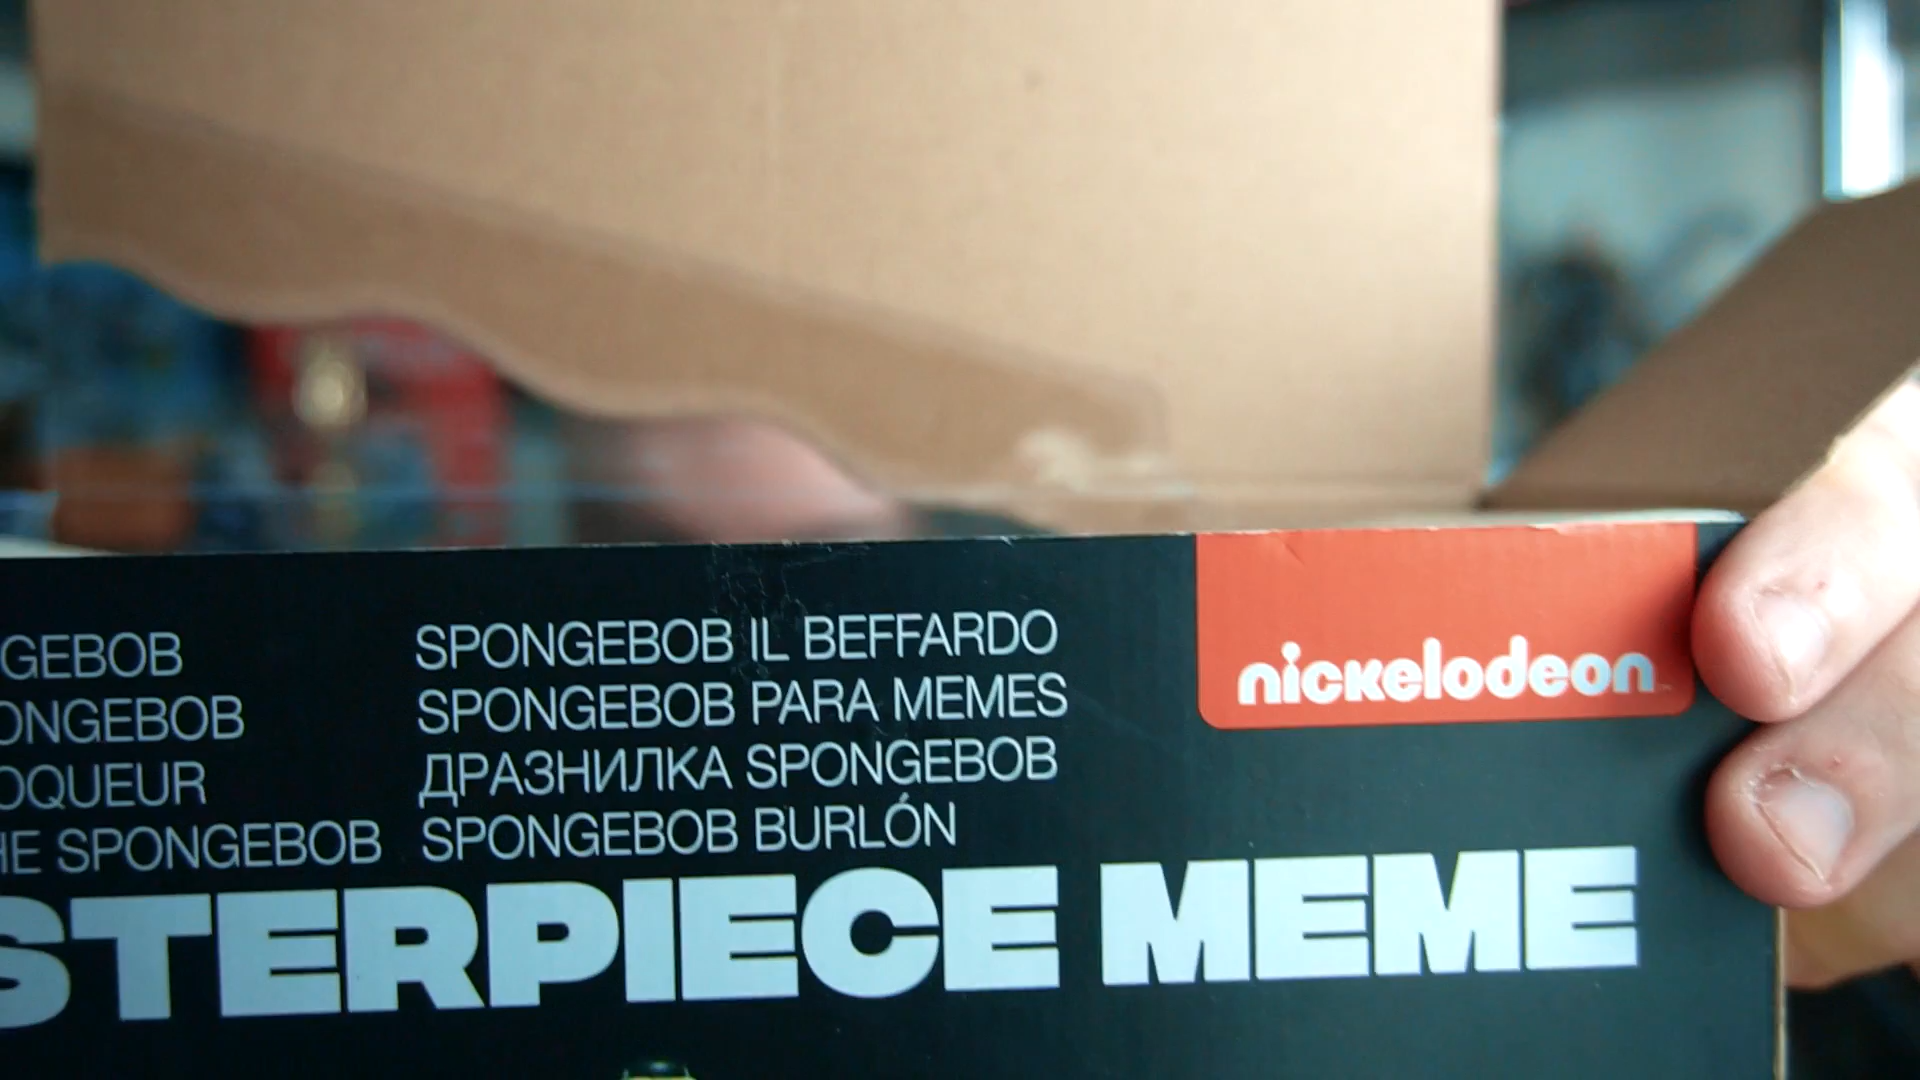 GEBOB
ONGEBOB
OQUEUR
HE SPONGEBOB
SPONGEBOB IL BEFFARDO
SPONGEBOB PARA MEMES
ДРАЗНИЛКА SPONGEBOB
SPONGEBOB BURLÓN
nickelodeon
STERPIECE MEME